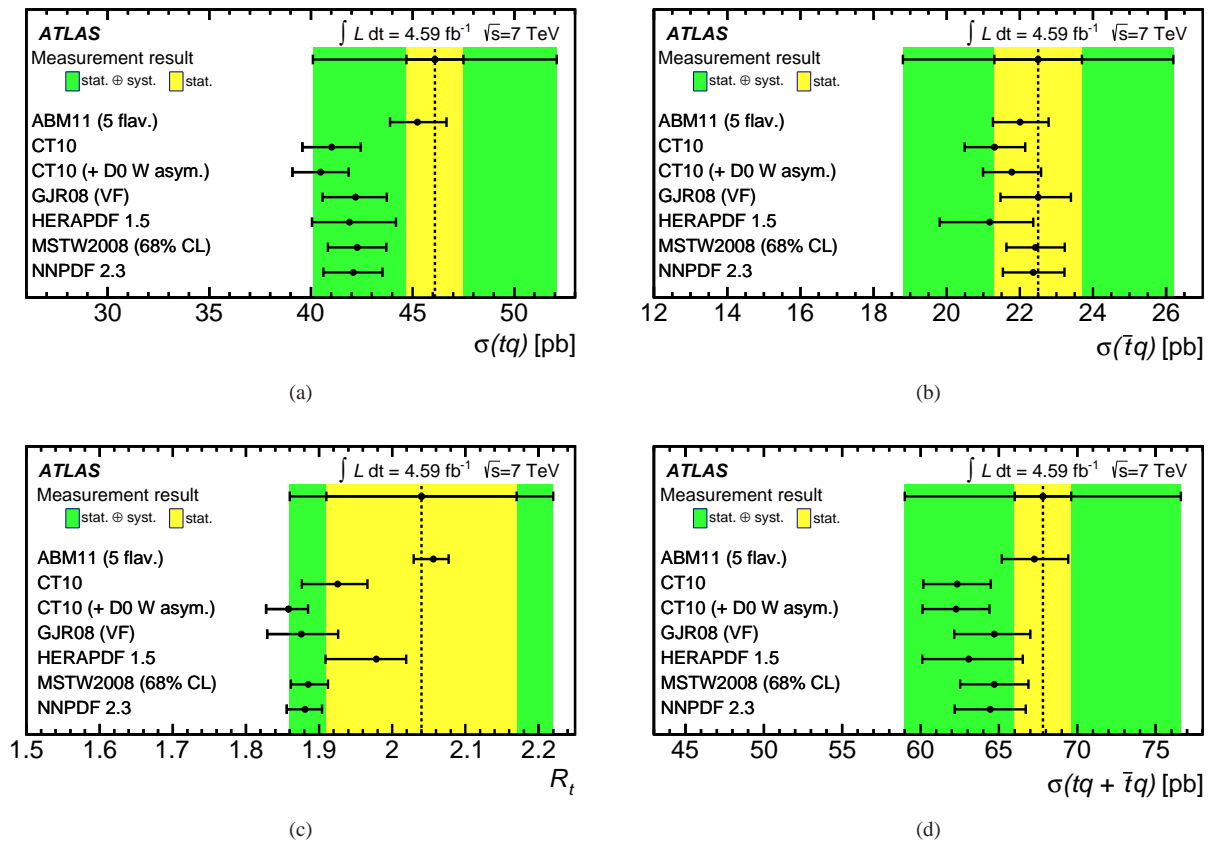 ATLAS
∫ L dt = 4.59 fb⁻¹ √s=7 TeV
Measurement result
stat. ⊕ syst. stat.
ABM11 (5 flav.)
CT10
CT10 (+ D0 W asym.)
GJR08 (VF)
HERAPDF 1.5
MSTW2008 (68% CL)
NNPDF 2.3
30 35 40 45 50
σ(tq) [pb]
(a)
ATLAS
∫ L dt = 4.59 fb⁻¹ √s=7 TeV
Measurement result
stat. ⊕ syst. stat.
ABM11 (5 flav.)
CT10
CT10 (+ D0 W asym.)
GJR08 (VF)
HERAPDF 1.5
MSTW2008 (68% CL)
NNPDF 2.3
12 14 16 18 20 22 24 26
σ(t̄q) [pb]
(b)
ATLAS
∫ L dt = 4.59 fb⁻¹ √s=7 TeV
Measurement result
stat. ⊕ syst. stat.
ABM11 (5 flav.)
CT10
CT10 (+ D0 W asym.)
GJR08 (VF)
HERAPDF 1.5
MSTW2008 (68% CL)
NNPDF 2.3
1.5 1.6 1.7 1.8 1.9 2 2.1 2.2
Rₜ
(c)
ATLAS
∫ L dt = 4.59 fb⁻¹ √s=7 TeV
Measurement result
stat. ⊕ syst. stat.
ABM11 (5 flav.)
CT10
CT10 (+ D0 W asym.)
GJR08 (VF)
HERAPDF 1.5
MSTW2008 (68% CL)
NNPDF 2.3
45 50 55 60 65 70 75
σ(tq + t̄q) [pb]
(d)